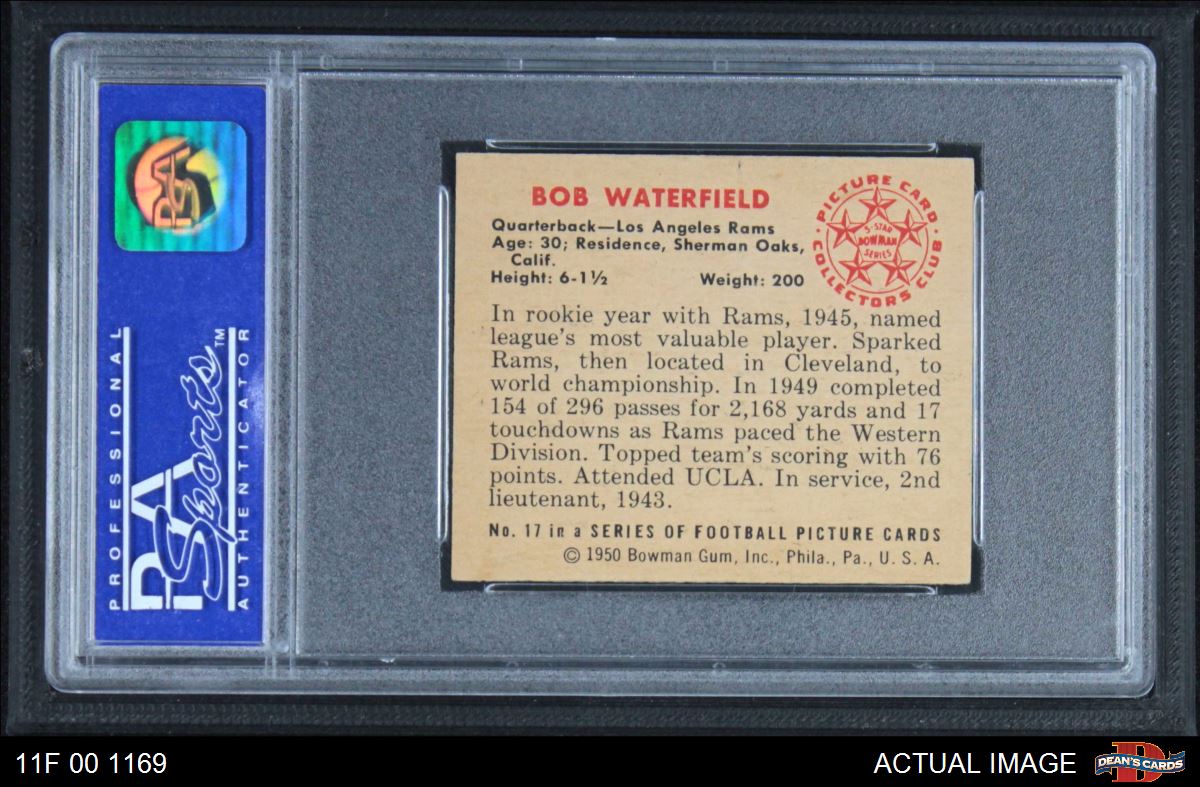 PSA
PROFESSIONAL
PSA
Sports™
AUTHENTICATOR
BOB WATERFIELD
Quarterback—Los Angeles Rams
Age: 30; Residence, Sherman Oaks,
Calif.
Height: 6-1½ Weight: 200
PICTURE CARD
5-STAR
BOWMAN
SERIES
COLLECTORS CLUB
In rookie year with Rams, 1945, named
league's most valuable player. Sparked
Rams, then located in Cleveland, to
world championship. In 1949 completed
154 of 296 passes for 2,168 yards and 17
touchdowns as Rams paced the Western
Division. Topped team's scoring with 76
points. Attended UCLA. In service, 2nd
lieutenant, 1943.
No. 17 in a SERIES OF FOOTBALL PICTURE CARDS
© 1950 Bowman Gum, Inc., Phila., Pa., U. S. A.
11F 00 1169
ACTUAL IMAGE
D
DEAN'S CARDS